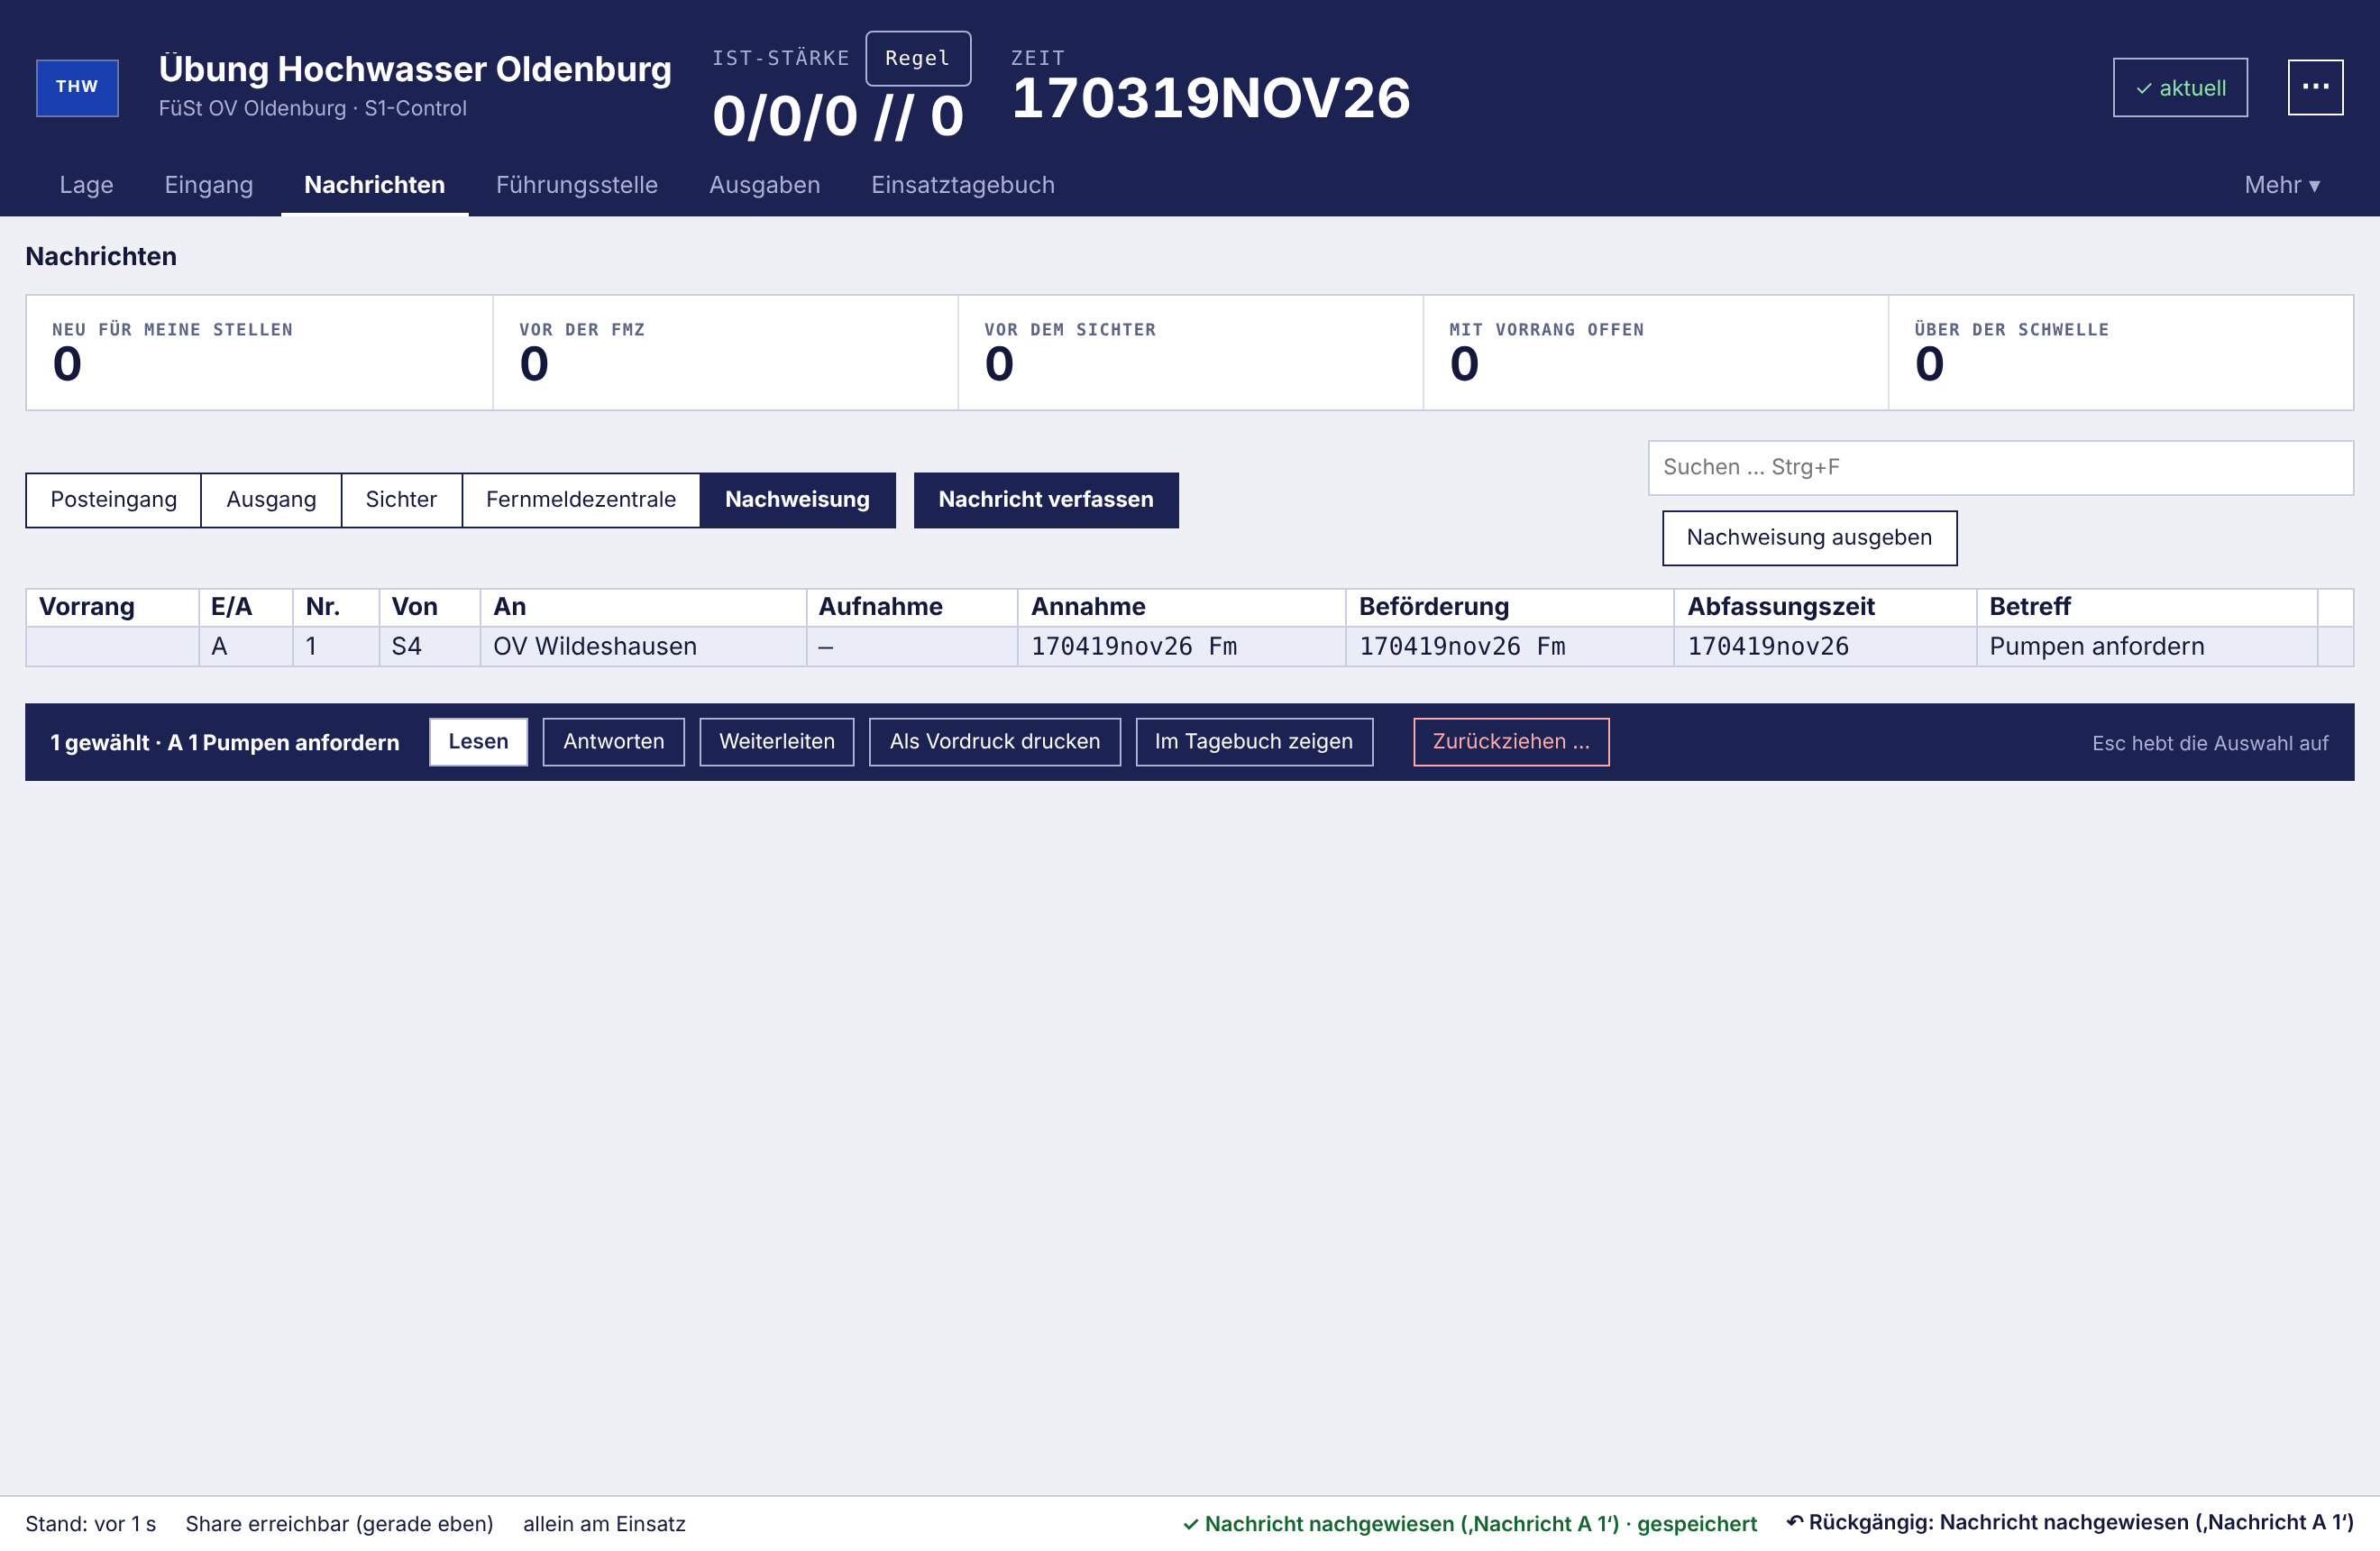 THW
Übung Hochwasser Oldenburg
FüSt OV Oldenburg · S1-Control
IST-STÄRKE Regel
0/0/0 // 0
ZEIT
170319NOV26
✓ aktuell
...
Lage Eingang Nachrichten Führungsstelle Ausgaben Einsatztagebuch Mehr ▾
Nachrichten
NEU FÜR MEINE STELLEN
0
VOR DER FMZ
0
VOR DEM SICHTER
0
MIT VORRANG OFFEN
0
ÜBER DER SCHWELLE
0
Posteingang Ausgang Sichter Fernmeldezentrale Nachweisung Nachricht verfassen
Suchen … Strg+F
Nachweisung ausgeben
Vorrang E/A Nr. Von An Aufnahme Annahme Beförderung Abfassungszeit Betreff
A 1 S4 OV Wildeshausen – 170419nov26 Fm 170419nov26 Fm 170419nov26 Pumpen anfordern
1 gewählt · A 1 Pumpen anfordern Lesen Antworten Weiterleiten Als Vordruck drucken Im Tagebuch zeigen Zurückziehen … Esc hebt die Auswahl auf
Stand: vor 1 s Share erreichbar (gerade eben) allein am Einsatz ✓ Nachricht nachgewiesen (‚Nachricht A 1‘) · gespeichert ↶ Rückgängig: Nachricht nachgewiesen (‚Nachricht A 1‘)